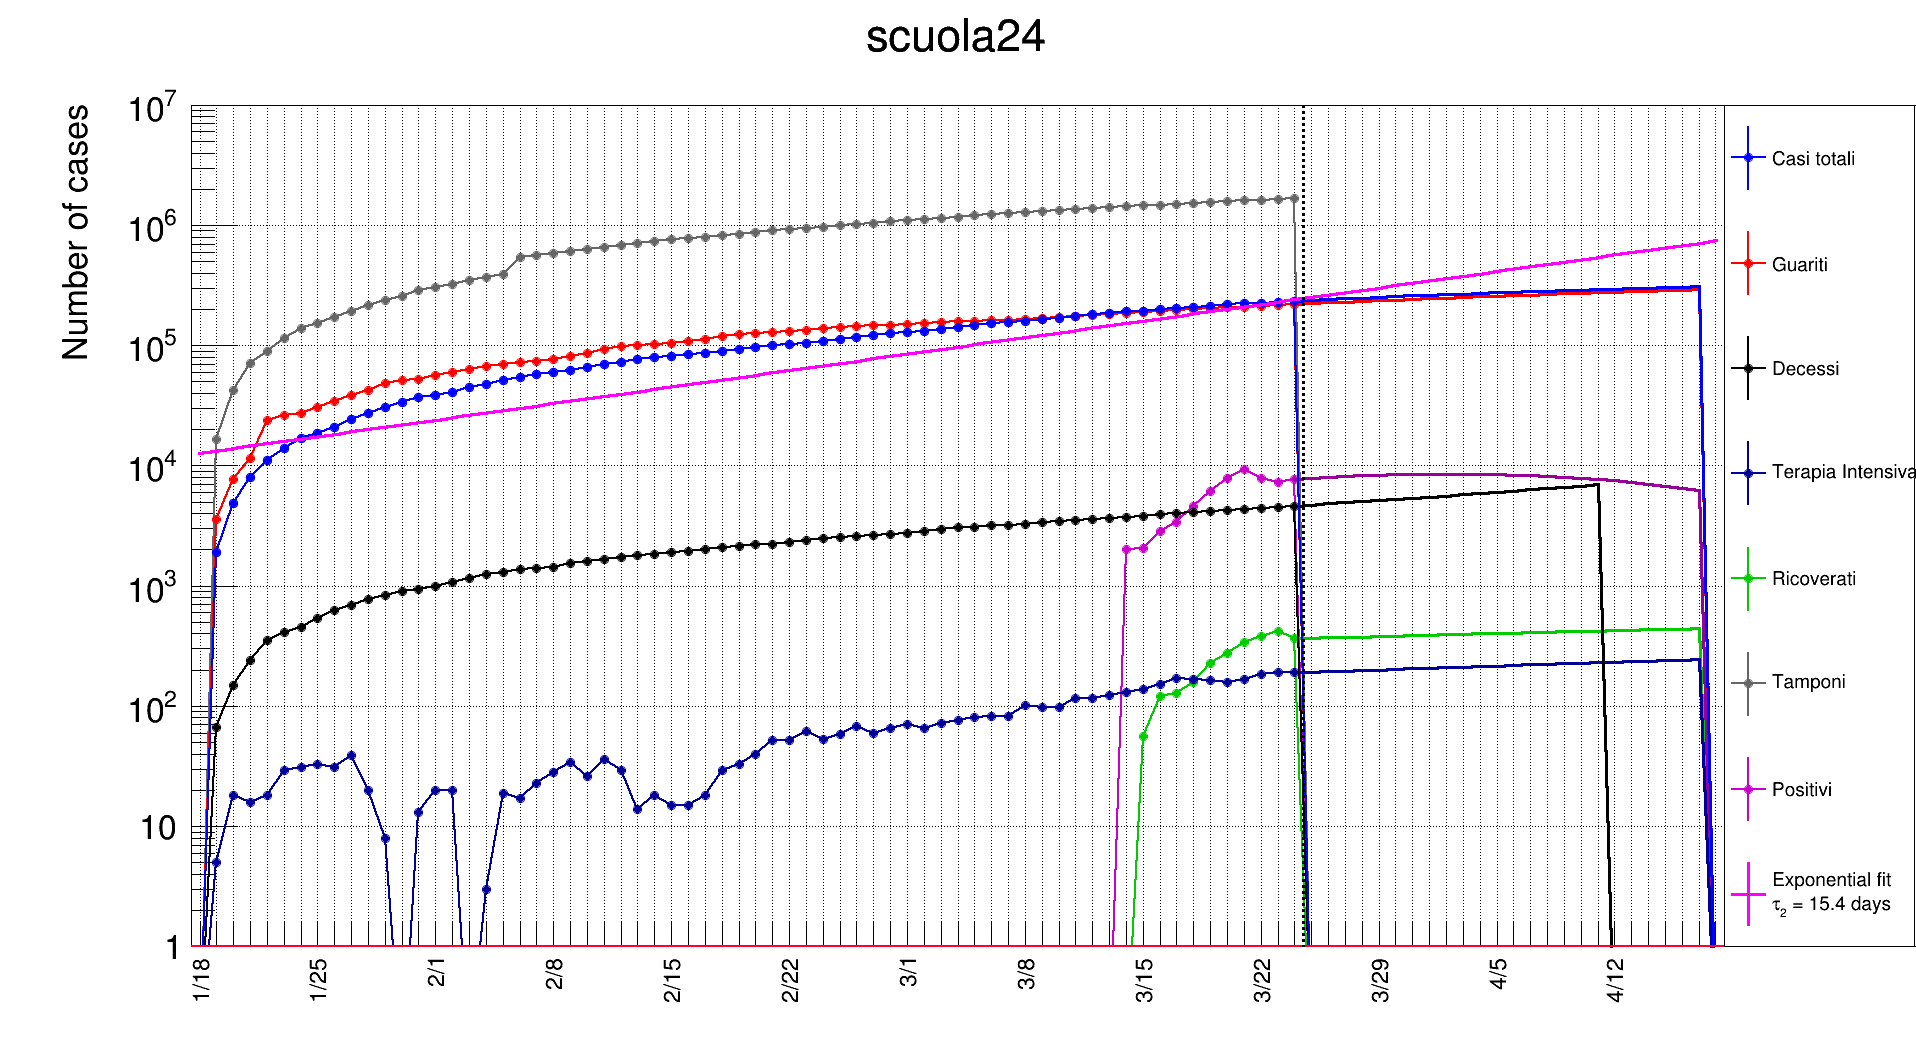 scuola24
Number of cases
10^7
10^6
10^5
10^4
10^3
10^2
10
1
1/18
1/25
2/1
2/8
2/15
2/22
3/1
3/8
3/15
3/22
3/29
4/5
4/12
Casi totali
Guariti
Decessi
Terapia Intensiva
Ricoverati
Tamponi
Positivi
Exponential fit
τ_2 = 15.4 days